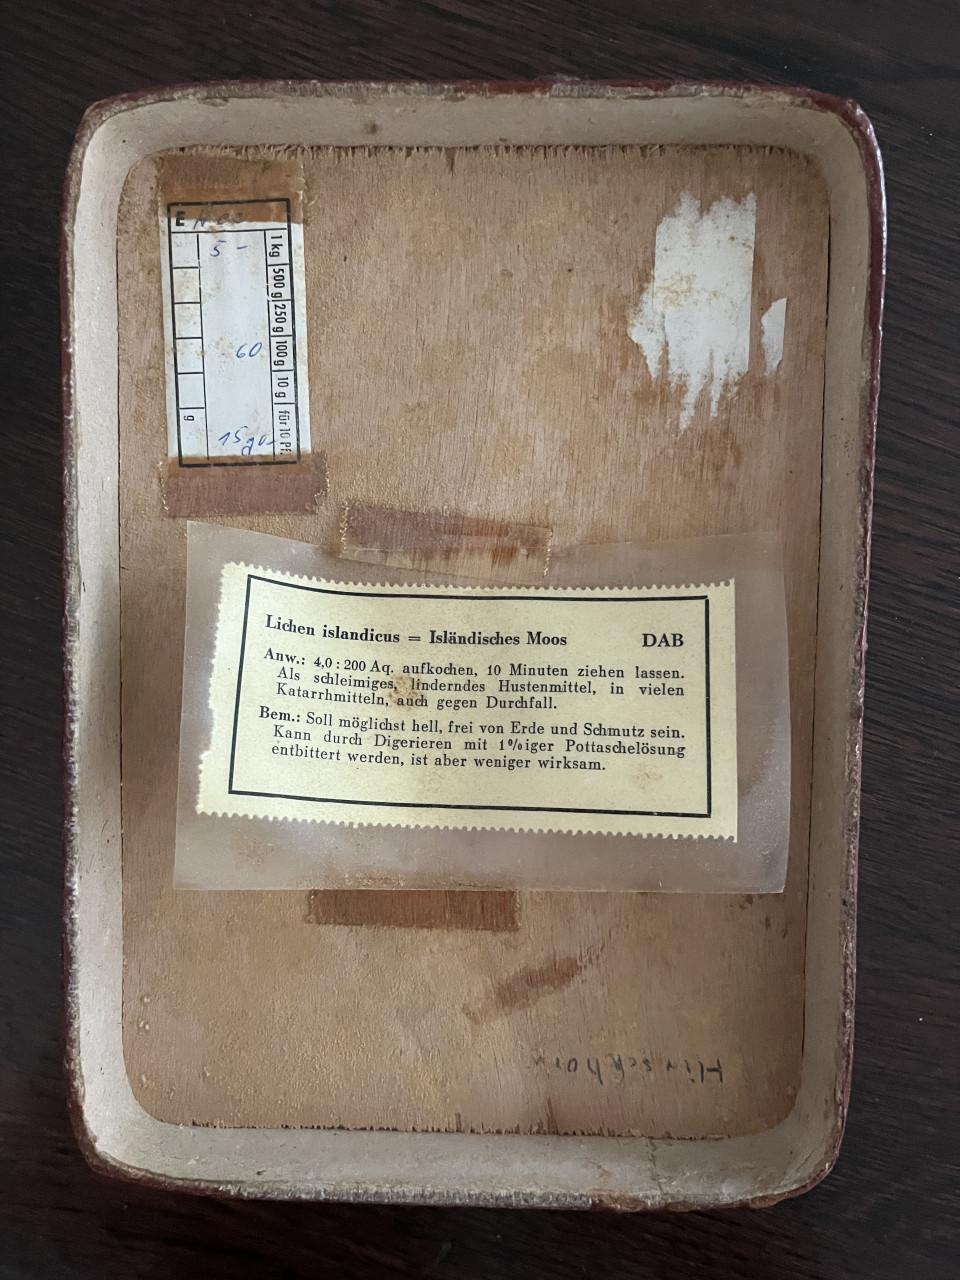 E
5 -
60
15 g
1 kg
500 g
250 g
100 g
10 g
für 10 Pf.
g
Lichen islandicus = Isländisches Moos DAB
Anw.: 4,0 : 200 Aq. aufkochen, 10 Minuten ziehen lassen.
Als schleimiges, linderndes Hustenmittel, in vielen
Katarrhmitteln, auch gegen Durchfall.
Bem.: Soll möglichst hell, frei von Erde und Schmutz sein.
Kann durch Digerieren mit 1%iger Pottaschelösung
entbittert werden, ist aber weniger wirksam.
Hirschhorn